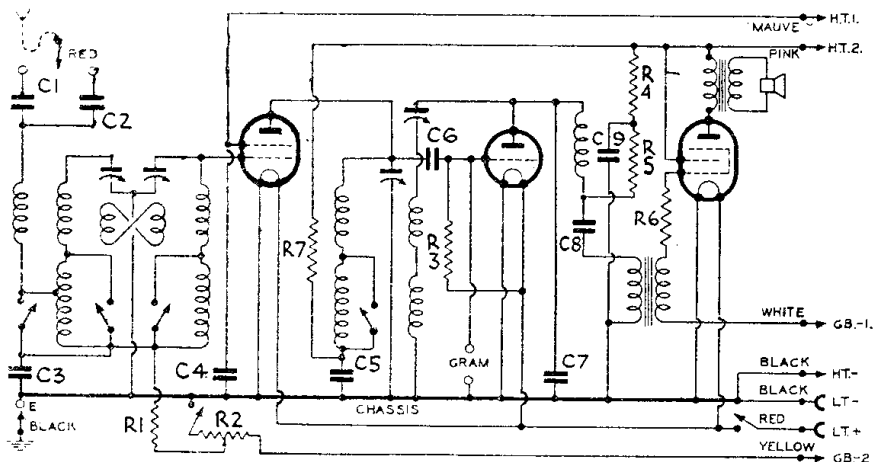 RED
MAUVE
H.T.1.
PINK
H.T.2.
C1
C2
R4
C9
C6
R5
R3
R6
R7
C8
WHITE
GB.-1.
C3
C4
C5
GRAM
C7
BLACK
HT.-
BLACK
LT-
E
BLACK
R1
R2
CHASSIS
RED
LT.+
YELLOW
GB-2